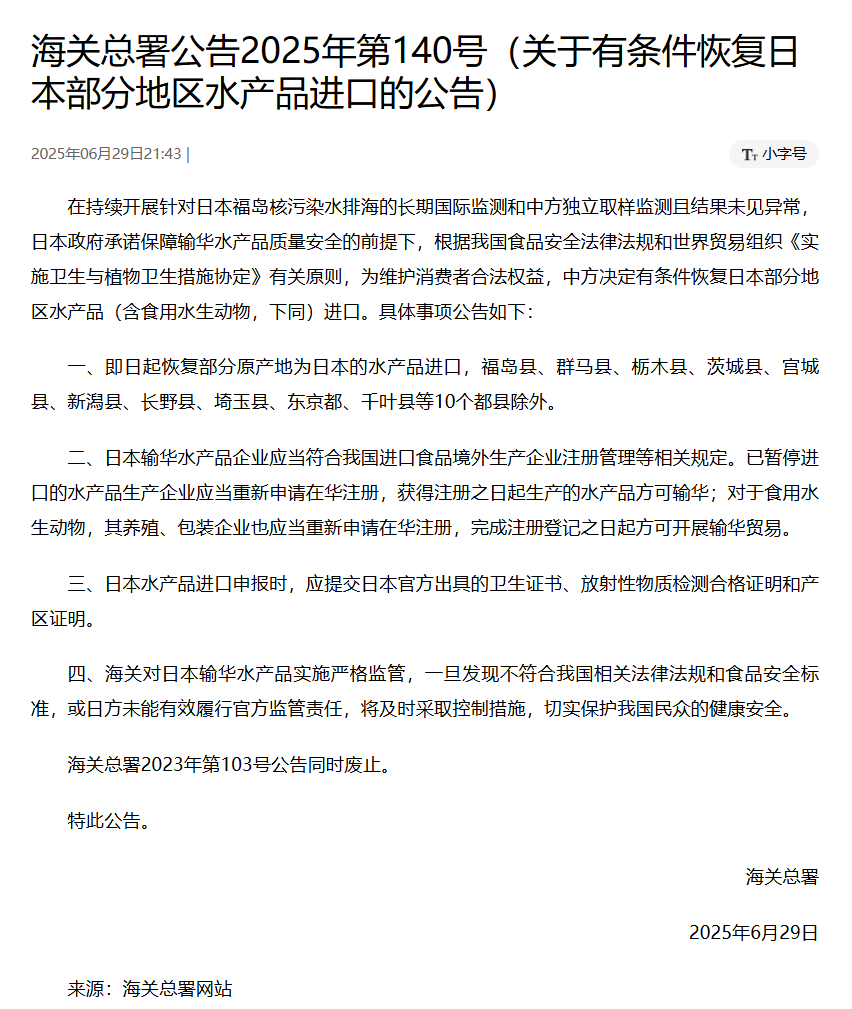 海关总署公告2025年第140号（关于有条件恢复日
本部分地区水产品进口的公告）
2025年06月29日21:43 |
TT 小字号
在持续开展针对日本福岛核污染水排海的长期国际监测和中方独立取样监测且结果未见异常，
日本政府承诺保障输华水产品质量安全的前提下，根据我国食品安全法律法规和世界贸易组织《实
施卫生与植物卫生措施协定》有关原则，为维护消费者合法权益，中方决定有条件恢复日本部分地
区水产品（含食用水生动物，下同）进口。具体事项公告如下：
一、即日起恢复部分原产地为日本的水产品进口，福岛县、群马县、栃木县、茨城县、宫城
县、新潟县、长野县、埼玉县、东京都、千叶县等10个都县除外。
二、日本输华水产品企业应当符合我国进口食品境外生产企业注册管理等相关规定。已暂停进
口的水产品生产企业应当重新申请在华注册，获得注册之日起生产的水产品方可输华；对于食用水
生动物，其养殖、包装企业也应当重新申请在华注册，完成注册登记之日起方可开展输华贸易。
三、日本水产品进口申报时，应提交日本官方出具的卫生证书、放射性物质检测合格证明和产
区证明。
四、海关对日本输华水产品实施严格监管，一旦发现不符合我国相关法律法规和食品安全标
准，或日方未能有效履行官方监管责任，将及时采取控制措施，切实保护我国民众的健康安全。
海关总署2023年第103号公告同时废止。
特此公告。
海关总署
2025年6月29日
来源：海关总署网站